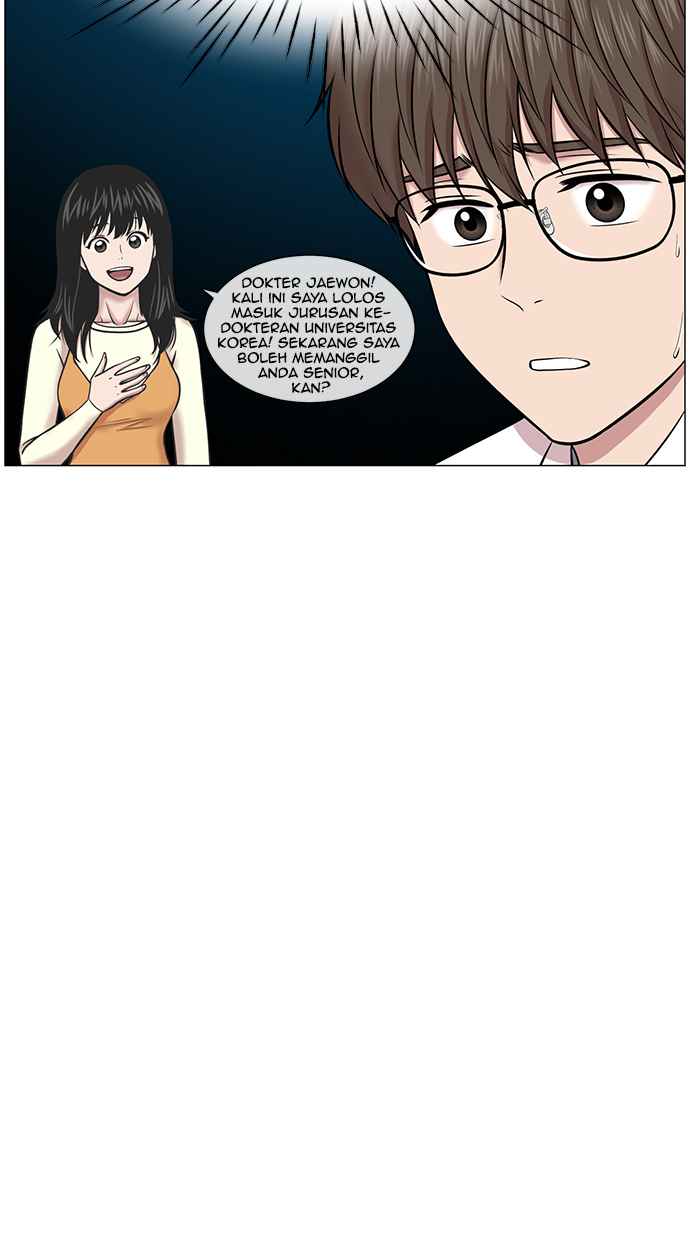 DOKTER JAEWON!
KALI INI SAYA LOLOS
MASUK JURUSAN KE-
DOKTERAN UNIVERSITAS
KOREA! SEKARANG SAYA
BOLEH MEMANGGIL
ANDA SENIOR,
KAN?